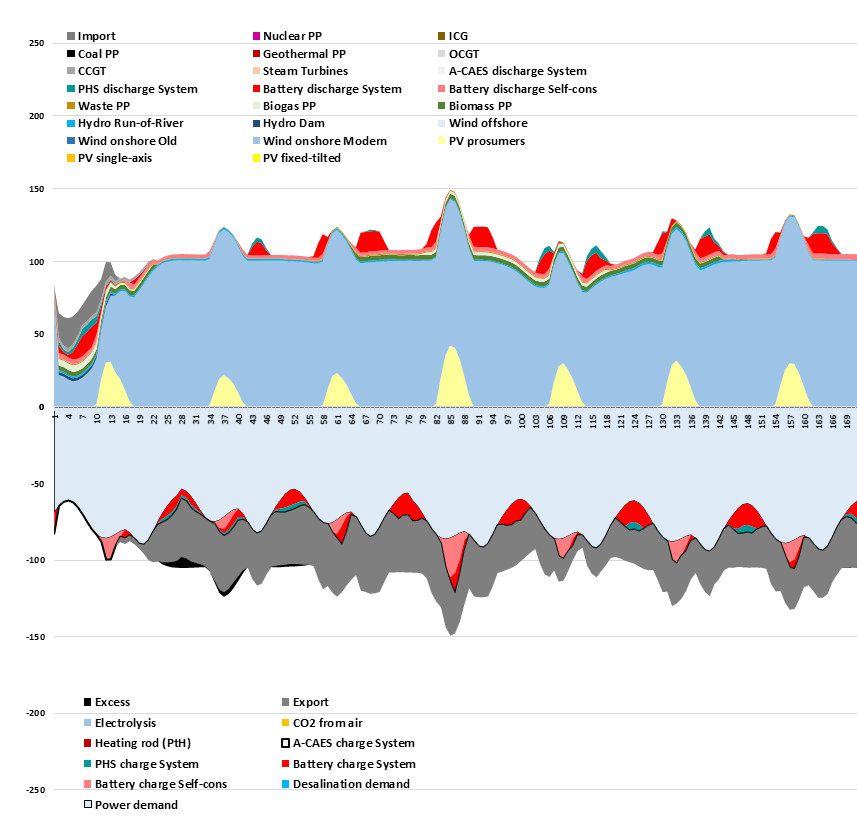 Import Nuclear PP ICG
250
Coal PP Geothermal PP OCGT
CCGT Steam Turbines A-CAES discharge System
PHS discharge System Battery discharge System Battery discharge Self-cons
Waste PP Biogas PP Biomass PP
200
Hydro Run-of-River Hydro Dam Wind offshore
Wind onshore Old Wind onshore Modern PV prosumers
PV single-axis PV fixed-tilted
150
100
50
0
1 4 7 10 13 16 19 22 25 28 31 34 37 40 43 46 49 52 55 58 61 64 67 70 73 76 79 82 85 88 91 94 97 100 103 106 109 112 115 118 121 124 127 130 133 136 139 142 145 148 151 154 157 160 163 166 169
-50
-100
-150
Excess Export
-200
Electrolysis CO2 from air
Heating rod (PtH) A-CAES charge System
PHS charge System Battery charge System
Battery charge Self-cons Desalination demand
-250
Power demand